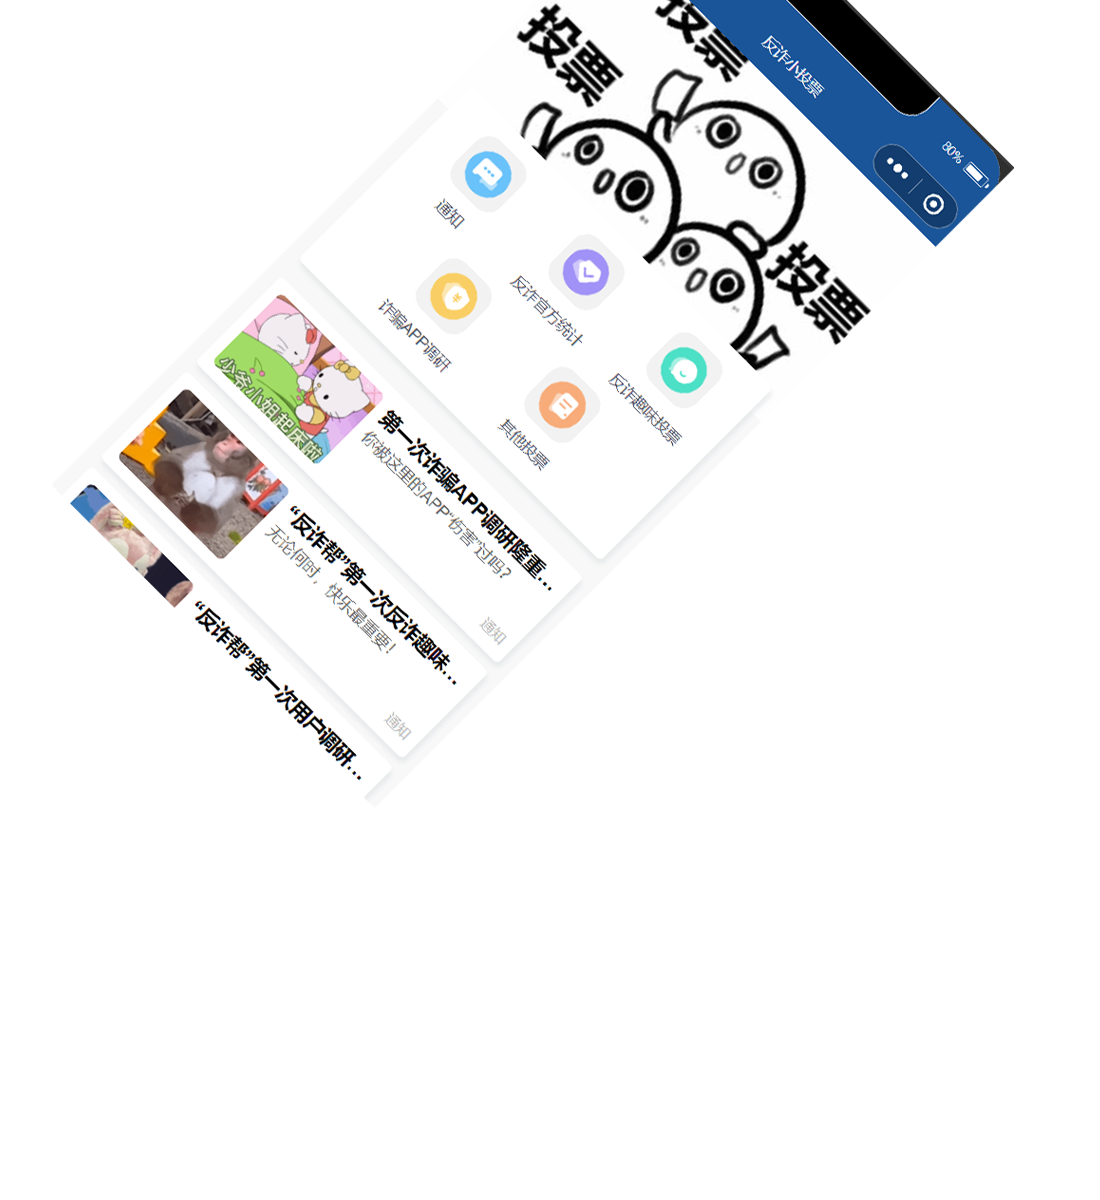 80%
反诈小投票
投票
投票
投票
通知
反诈官方统计
反诈趣味投票
诈骗APP调研
其他投票
少爷小姐起床啦
第一次诈骗APP调研隆重...
你被这里的APP“伤害”过吗？
通知
“反诈帮”第一次反诈趣味...
无论何时，快乐最重要！
通知
“反诈帮”第一次用户调研...